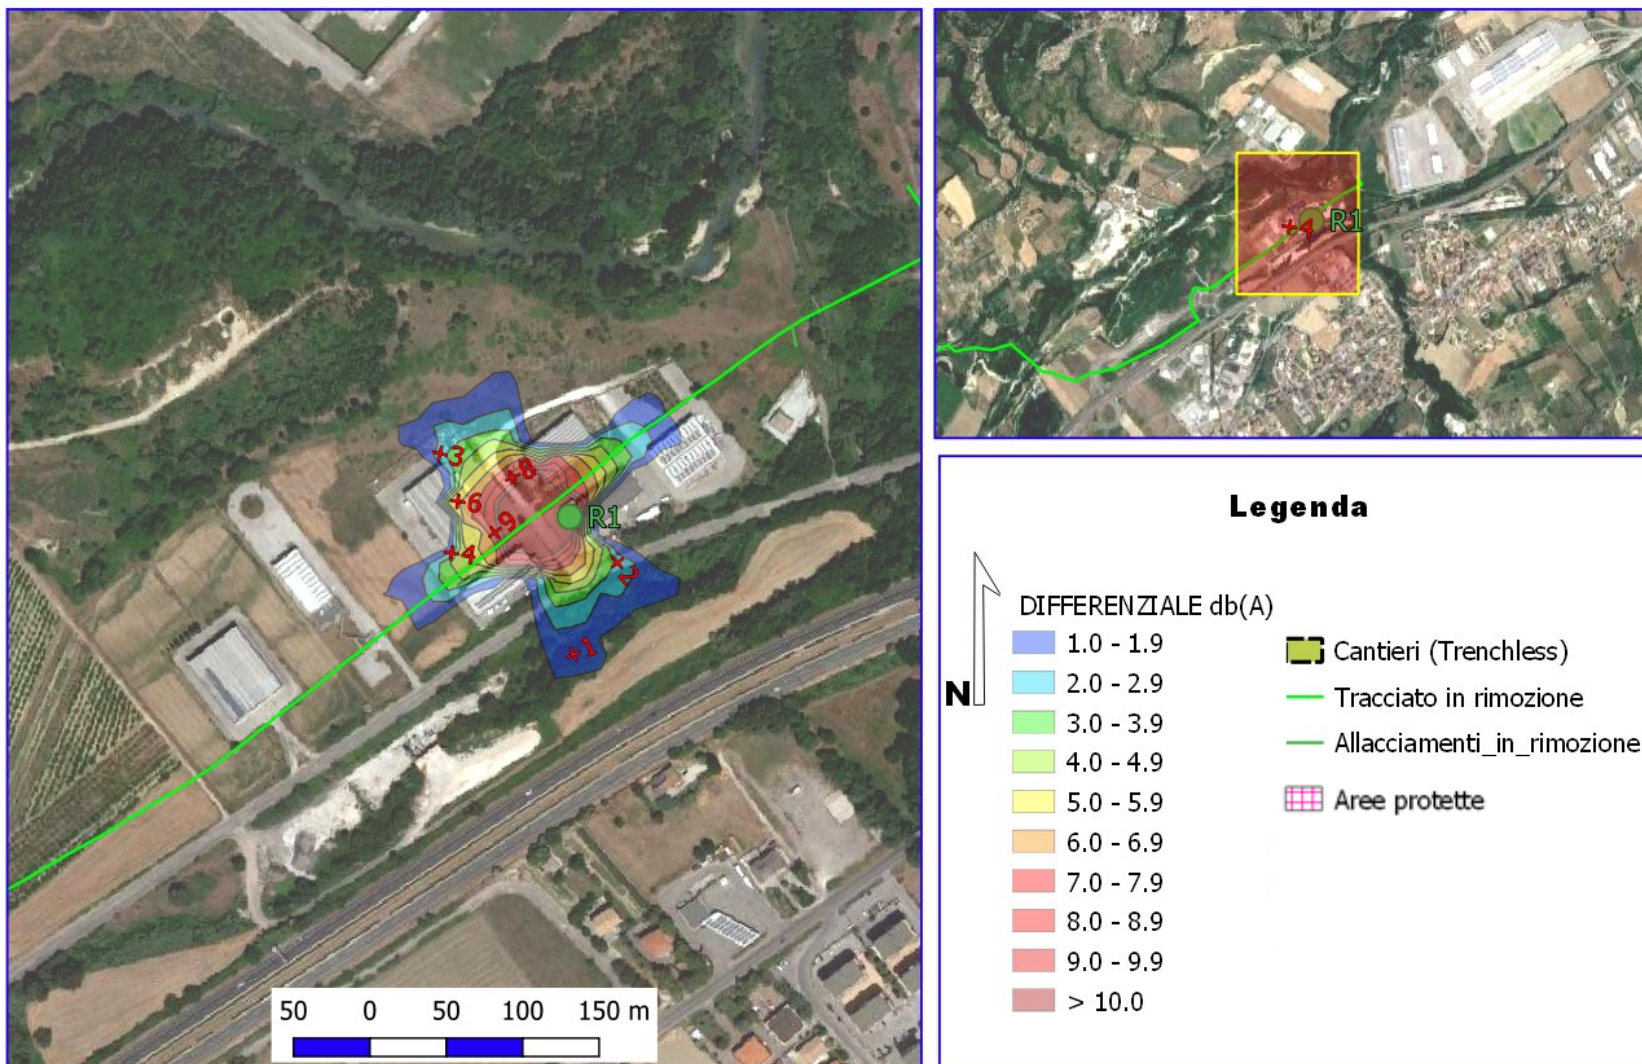 +3
+8
+6
+9
R1
+4
+2
+1
50 0 50 100 150 m
+4
R1
Legenda
N
DIFFERENZIALE db(A)
1.0 - 1.9
2.0 - 2.9
3.0 - 3.9
4.0 - 4.9
5.0 - 5.9
6.0 - 6.9
7.0 - 7.9
8.0 - 8.9
9.0 - 9.9
> 10.0
Cantieri (Trenchless)
Tracciato in rimozione
Allacciamenti_in_rimozione
Aree protette